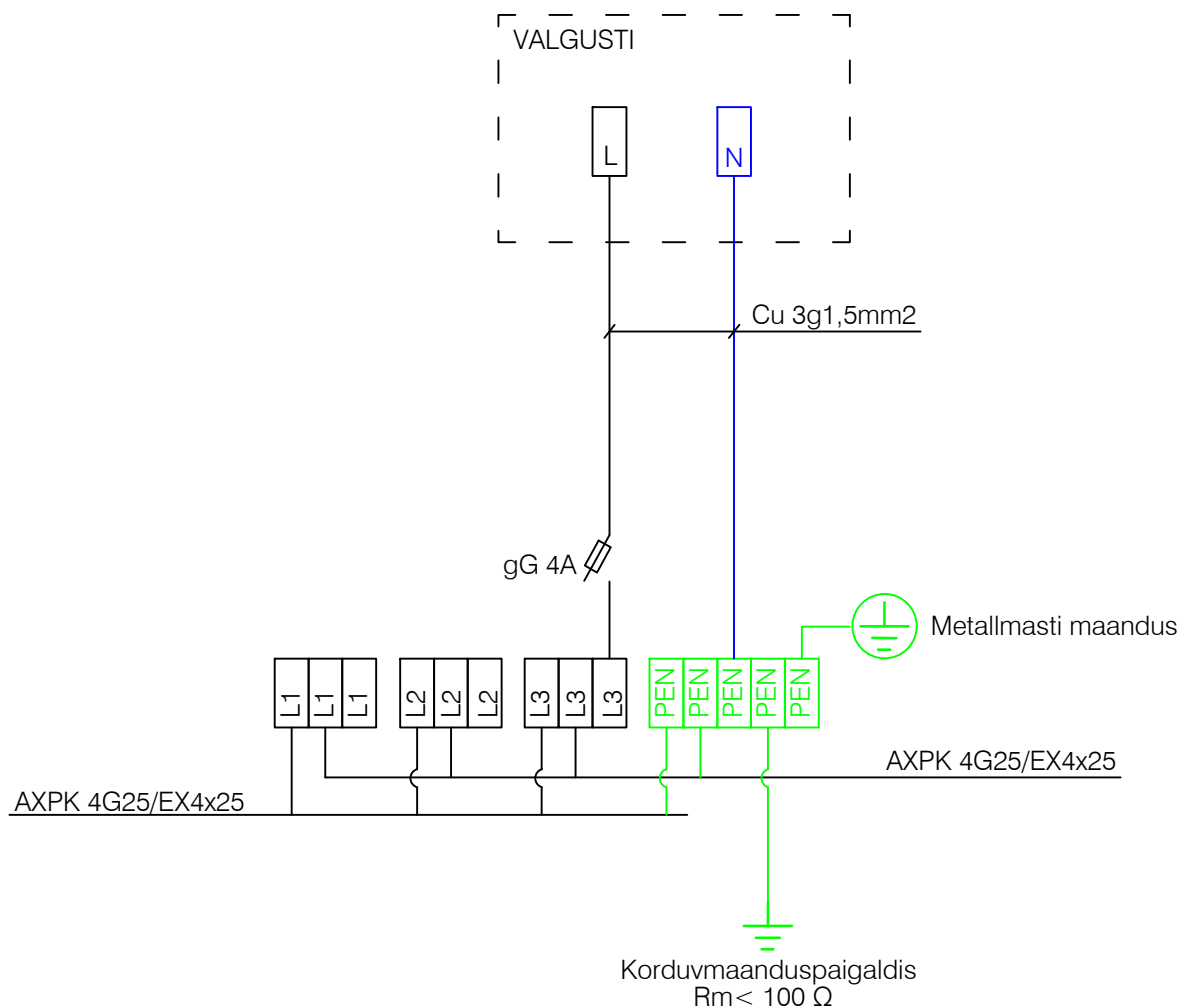 VALGUSTI
L
N
Cu 3g1,5mm2
gG 4A
Metallmasti maandus
L1
L1
L1
L2
L2
L2
L3
L3
L3
PEN
PEN
PEN
PEN
PEN
AXPK 4G25/EX4x25
AXPK 4G25/EX4x25
Korduvmaanduspaigaldis
Rm< 100 Ω